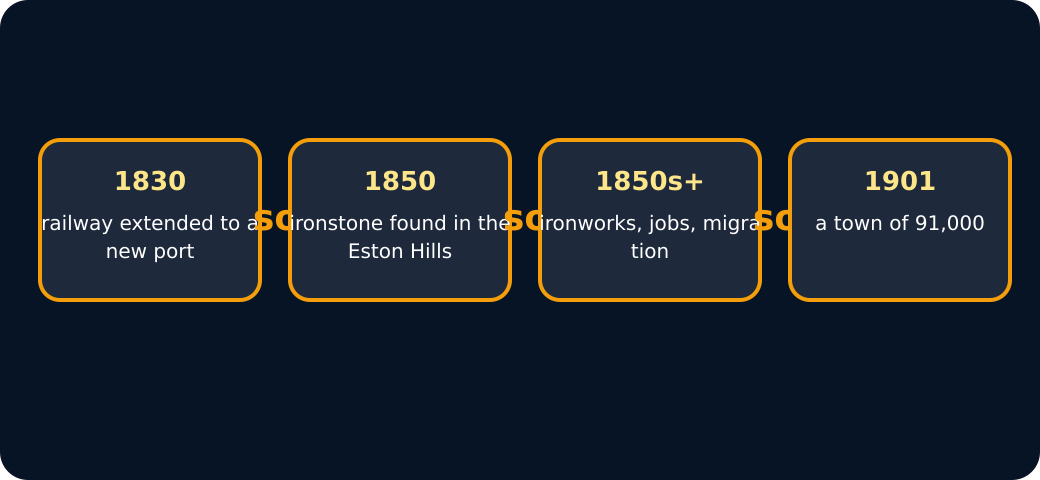 1830
railway extended to a
new port
so
1850
ironstone found in the
Eston Hills
so
1850s+
ironworks, jobs, migra
tion
so
1901
a town of 91,000